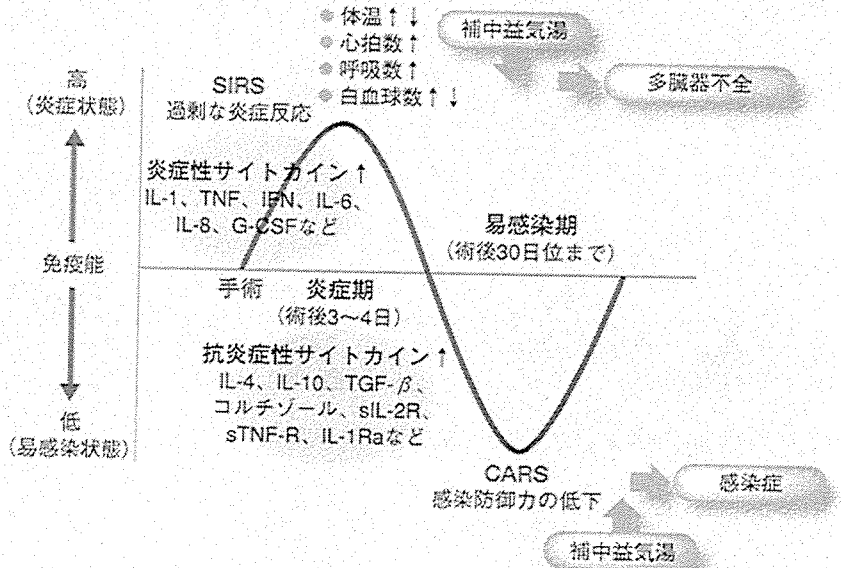 体温↑↓
心拍数↑
呼吸数↑
白血球数↑↓
補中益気湯
多臓器不全
高
(炎症状態)
SIRS
過剰な炎症反応
炎症性サイトカイン↑
IL-1、TNF、IFN、IL-6、
IL-8、G-CSFなど
易感染期
(術後30日位まで)
免疫能
手術
炎症期
(術後3〜4日)
抗炎症性サイトカイン↑
IL-4、IL-10、TGF-β、
コルチゾール、sIL-2R、
sTNF-R、IL-1Raなど
低
(易感染状態)
CARS
感染防御力の低下
感染症
補中益気湯